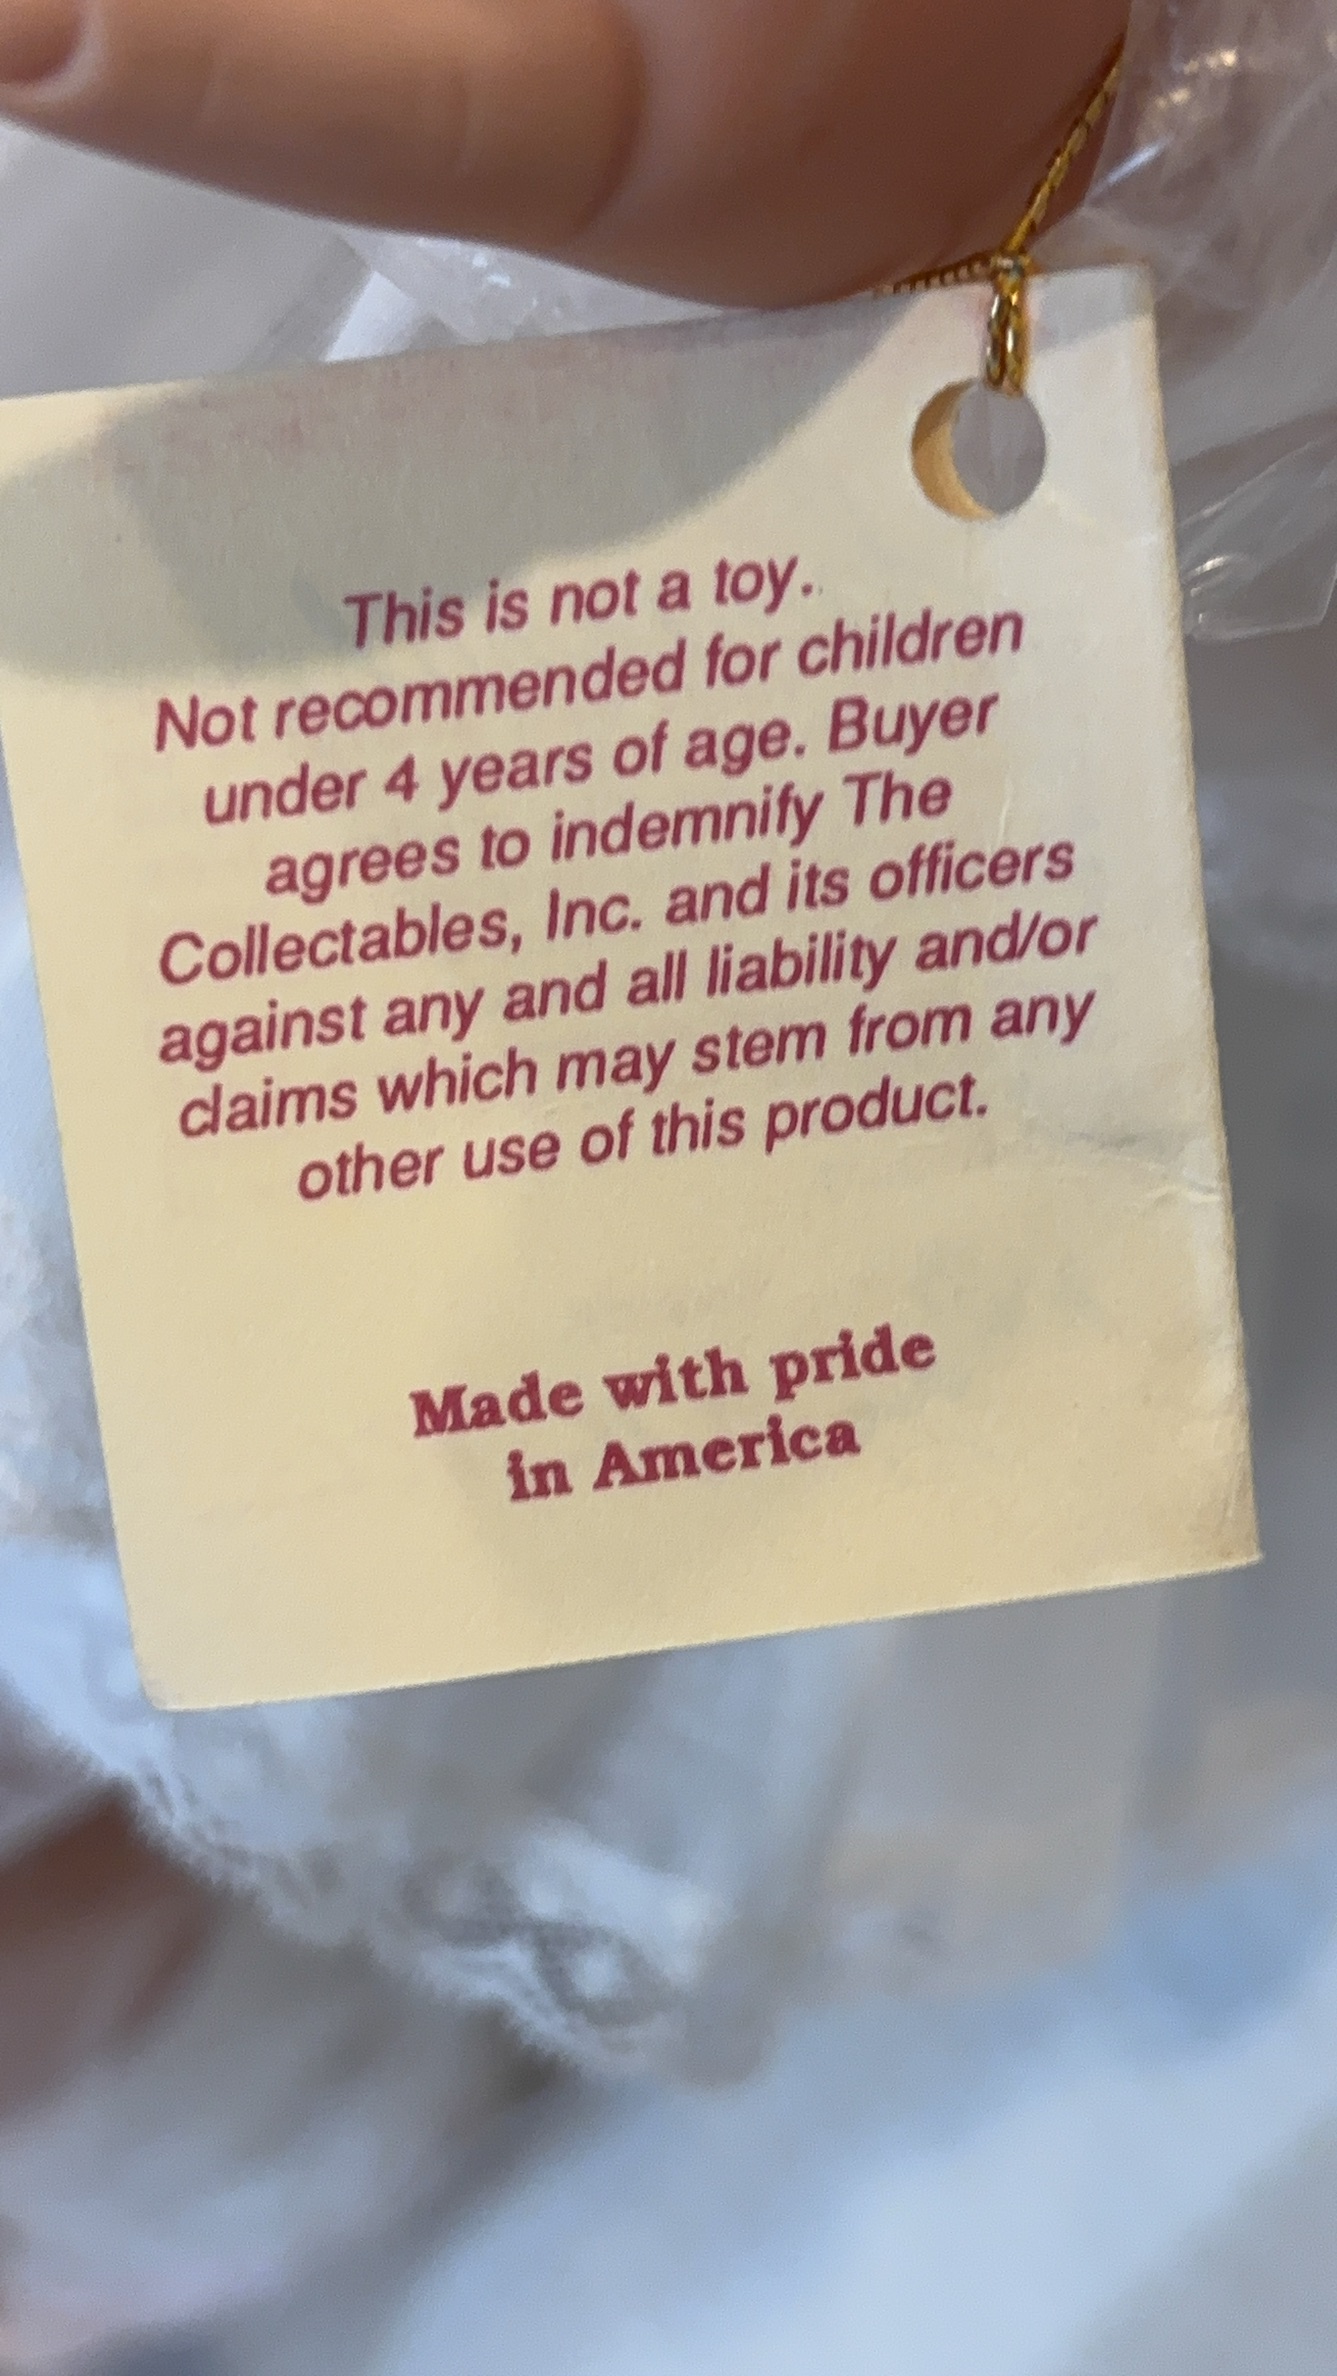 This is not a toy.
Not recommended for children
under 4 years of age. Buyer
agrees to indemnify The
Collectables, Inc. and its officers
against any and all liability and/or
claims which may stem from any
other use of this product.
Made with pride
in America